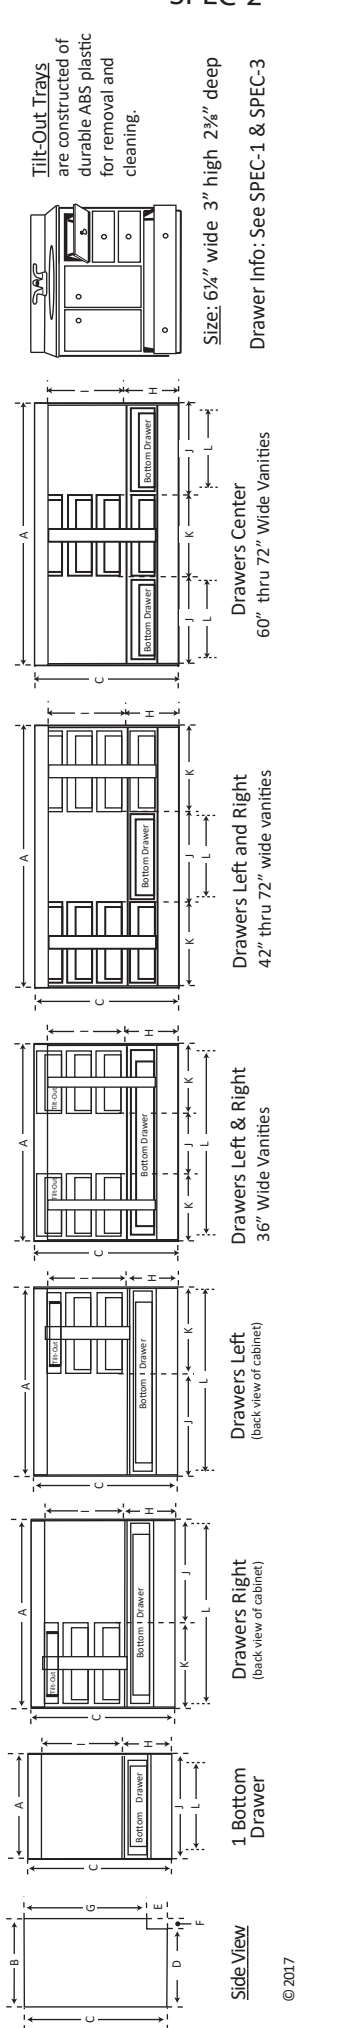 SPEC-2
B
C
G
E
D
F
Side View
© 2017
A
C
I
H
Bottom Drawer
J
L
1 Bottom
Drawer
A
C
I
H
Tilt-Out
Bottom Drawer
K
J
L
Drawers Right
(back view of cabinet)
A
C
I
H
Tilt-Out
Bottom Drawer
J
K
L
Drawers Left
(back view of cabinet)
A
C
I
H
Tilt-Out
Tilt-Out
Bottom Drawer
K
J
K
L
Drawers Left & Right
36” Wide Vanities
A
C
I
H
Bottom Drawer
K
J
K
L
Drawers Left and Right
42” thru 72” wide vanities
A
C
I
H
Bottom Drawer
Bottom Drawer
J
K
J
L
L
Drawers Center
60” thru 72” Wide Vanities
Tilt-Out Trays
are constructed of
durable ABS plastic
for removal and
cleaning.
Size: 6¼” wide 3” high 2⅜” deep
Drawer Info: See SPEC-1 & SPEC-3